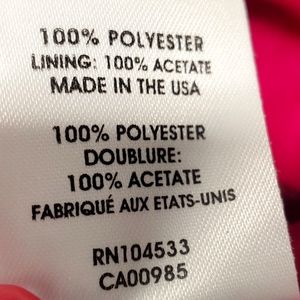 100% POLYESTER
LINING: 100% ACETATE
MADE IN THE USA
100% POLYESTER
DOUBLURE:
100% ACETATE
FABRIQUÉ AUX ETATS-UNIS
RN104533
CA00985